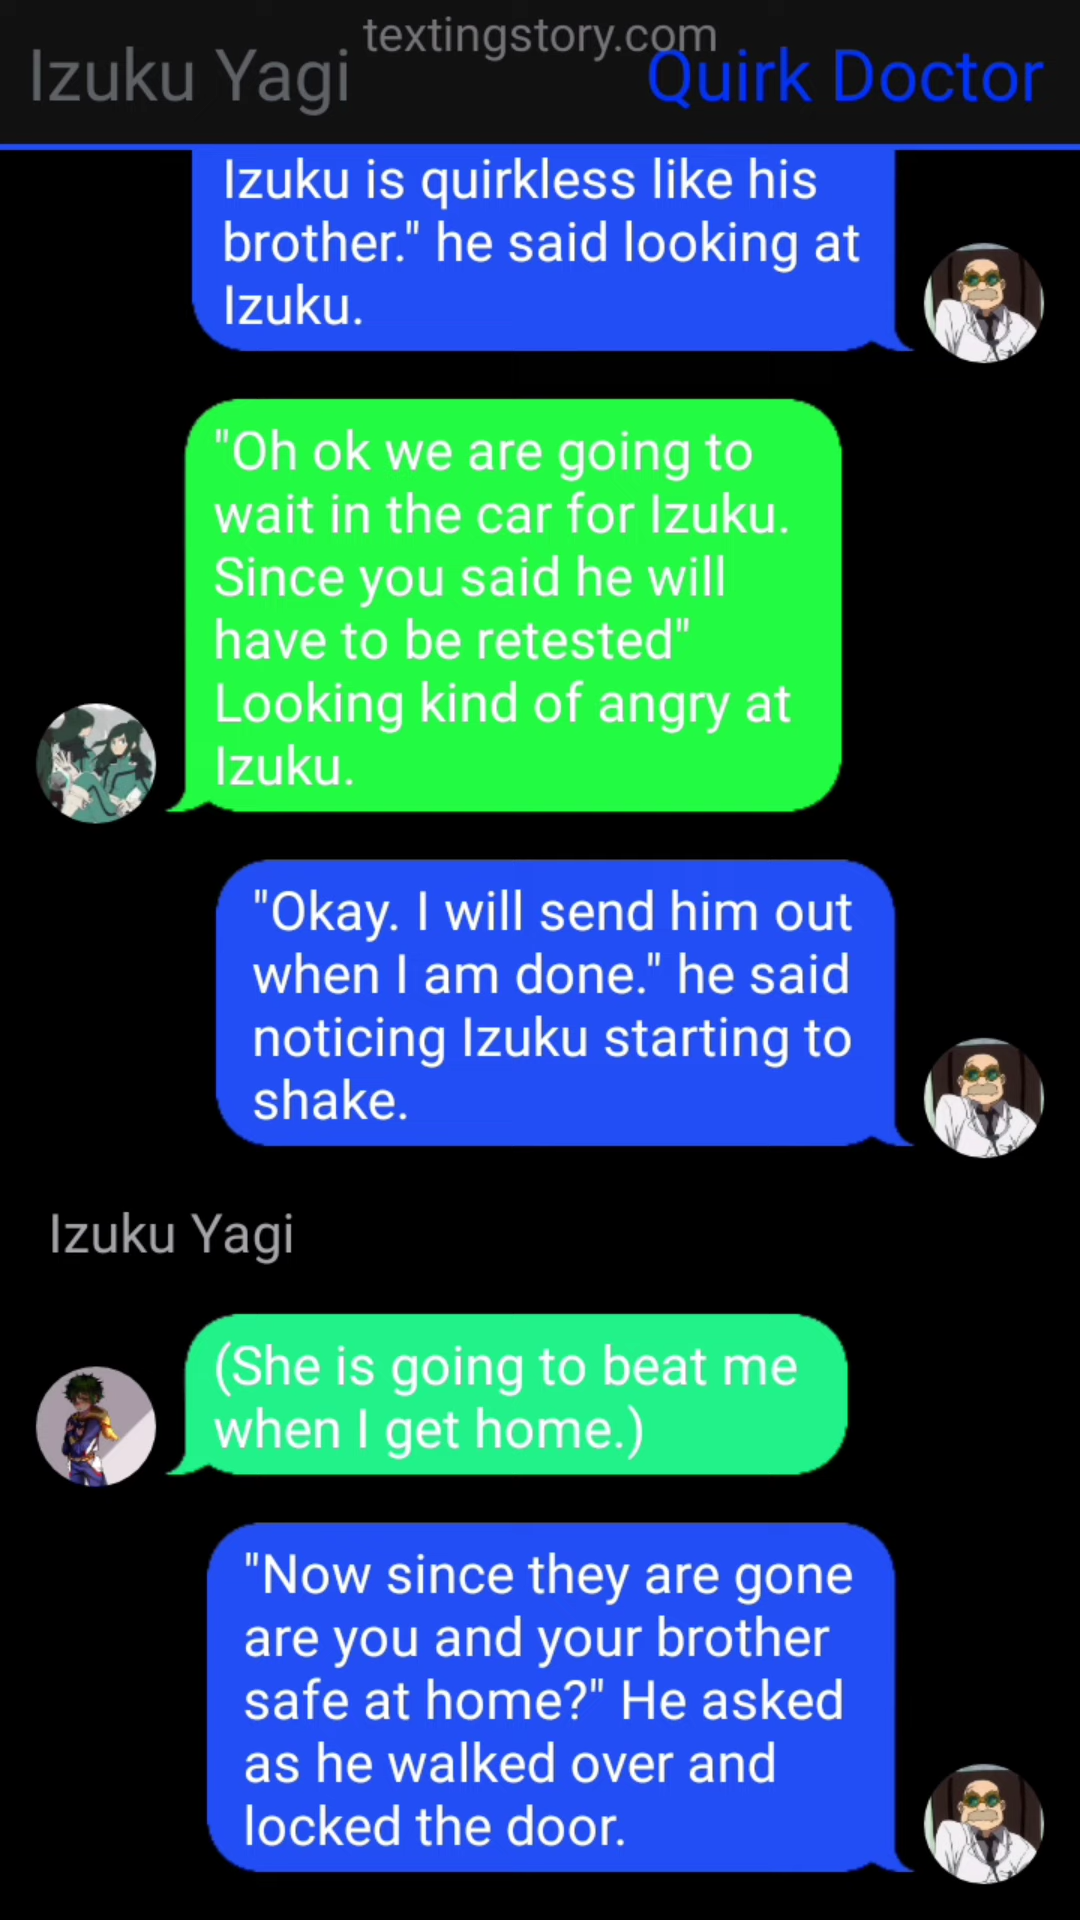 textingstory.com
Izuku Yagi
Quirk Doctor
Izuku is quirkless like his
brother." he said looking at
Izuku.
"Oh ok we are going to
wait in the car for Izuku.
Since you said he will
have to be retested"
Looking kind of angry at
Izuku.
"Okay. I will send him out
when I am done." he said
noticing Izuku starting to
shake.
Izuku Yagi
(She is going to beat me
when I get home.)
"Now since they are gone
are you and your brother
safe at home?" He asked
as he walked over and
locked the door.